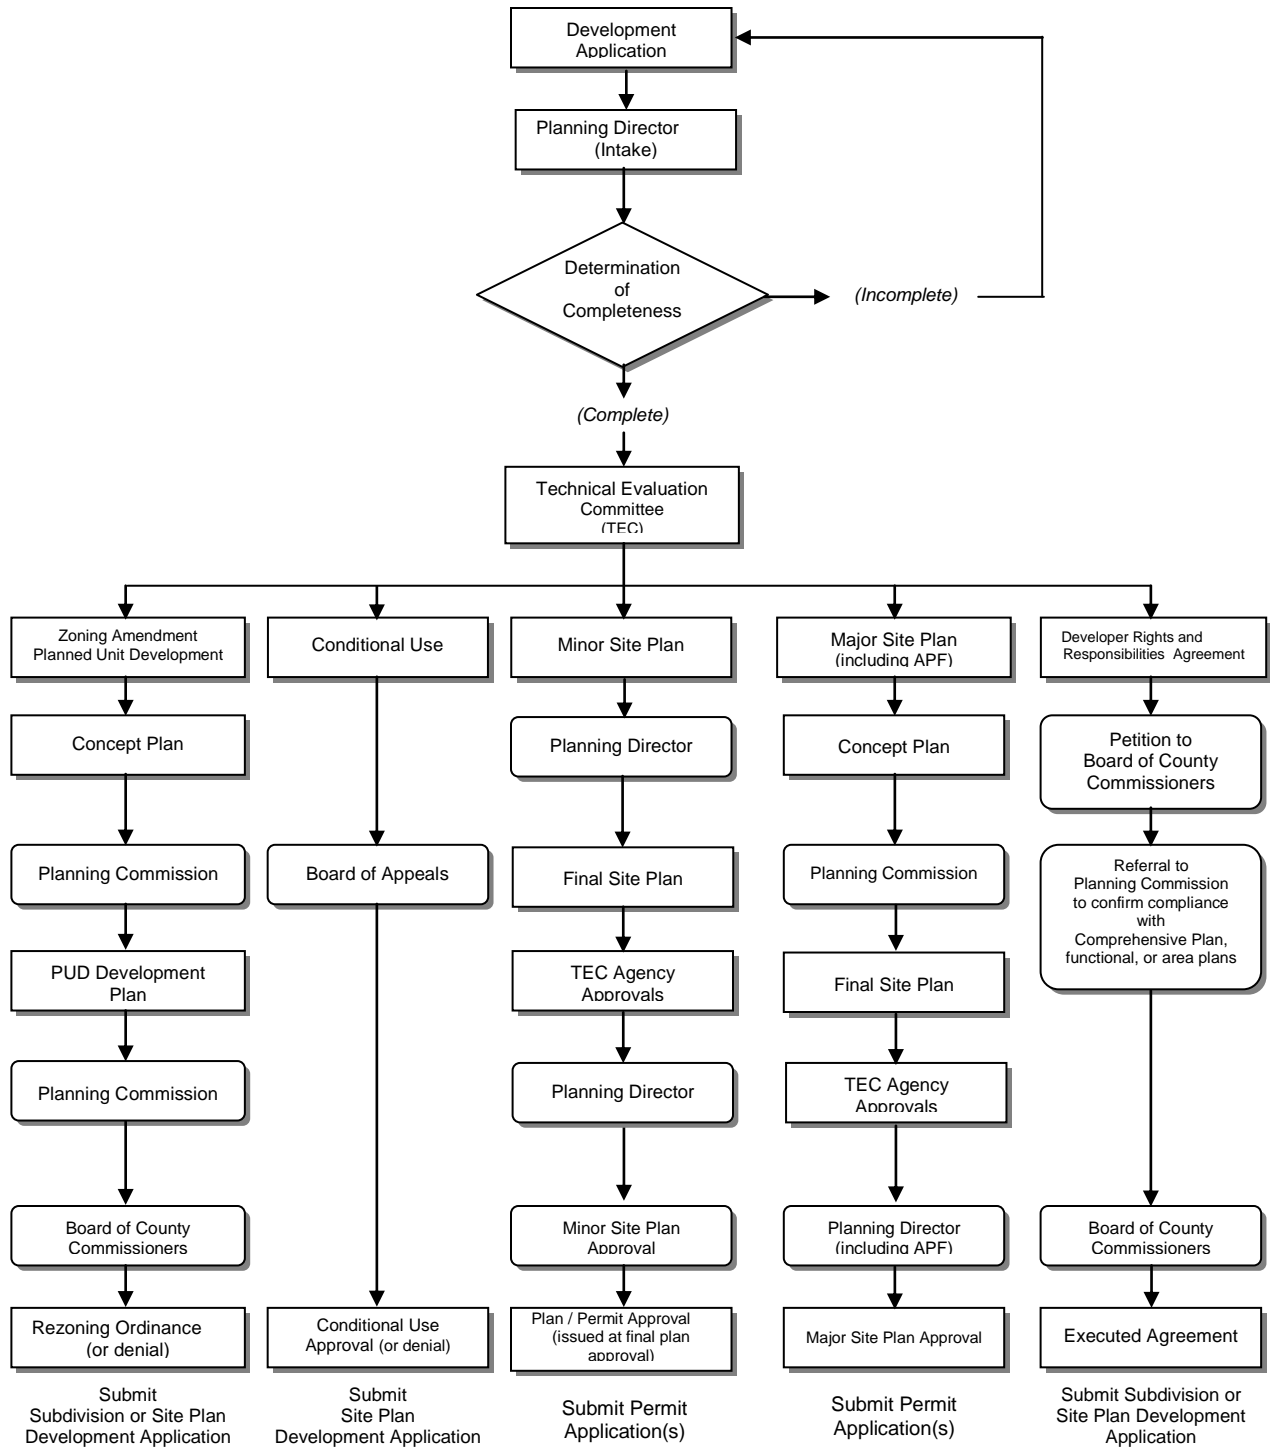 Development
Application
Planning Director
(Intake)
Determination
of
Completeness
(Incomplete)
(Complete)
Technical Evaluation
Committee
(TEC)
Zoning Amendment
Planned Unit Development
Concept Plan
Planning Commission
PUD Development
Plan
Planning Commission
Board of County
Commissioners
Rezoning Ordinance
(or denial)
Submit
Subdivision or Site Plan
Development Application
Conditional Use
Board of Appeals
Conditional Use
Approval (or denial)
Submit
Site Plan
Development Application
Minor Site Plan
Planning Director
Final Site Plan
TEC Agency
Approvals
Planning Director
Minor Site Plan
Approval
Plan / Permit Approval
(issued at final plan
approval)
Submit Permit
Application(s)
Major Site Plan
(including APF)
Concept Plan
Planning Commission
Final Site Plan
TEC Agency
Approvals
Planning Director
(including APF)
Major Site Plan Approval
Submit Permit
Application(s)
Developer Rights and
Responsibilities Agreement
Petition to
Board of County
Commissioners
Referral to
Planning Commission
to confirm compliance
with
Comprehensive Plan,
functional, or area plans
Board of County
Commissioners
Executed Agreement
Submit Subdivision or
Site Plan Development
Application